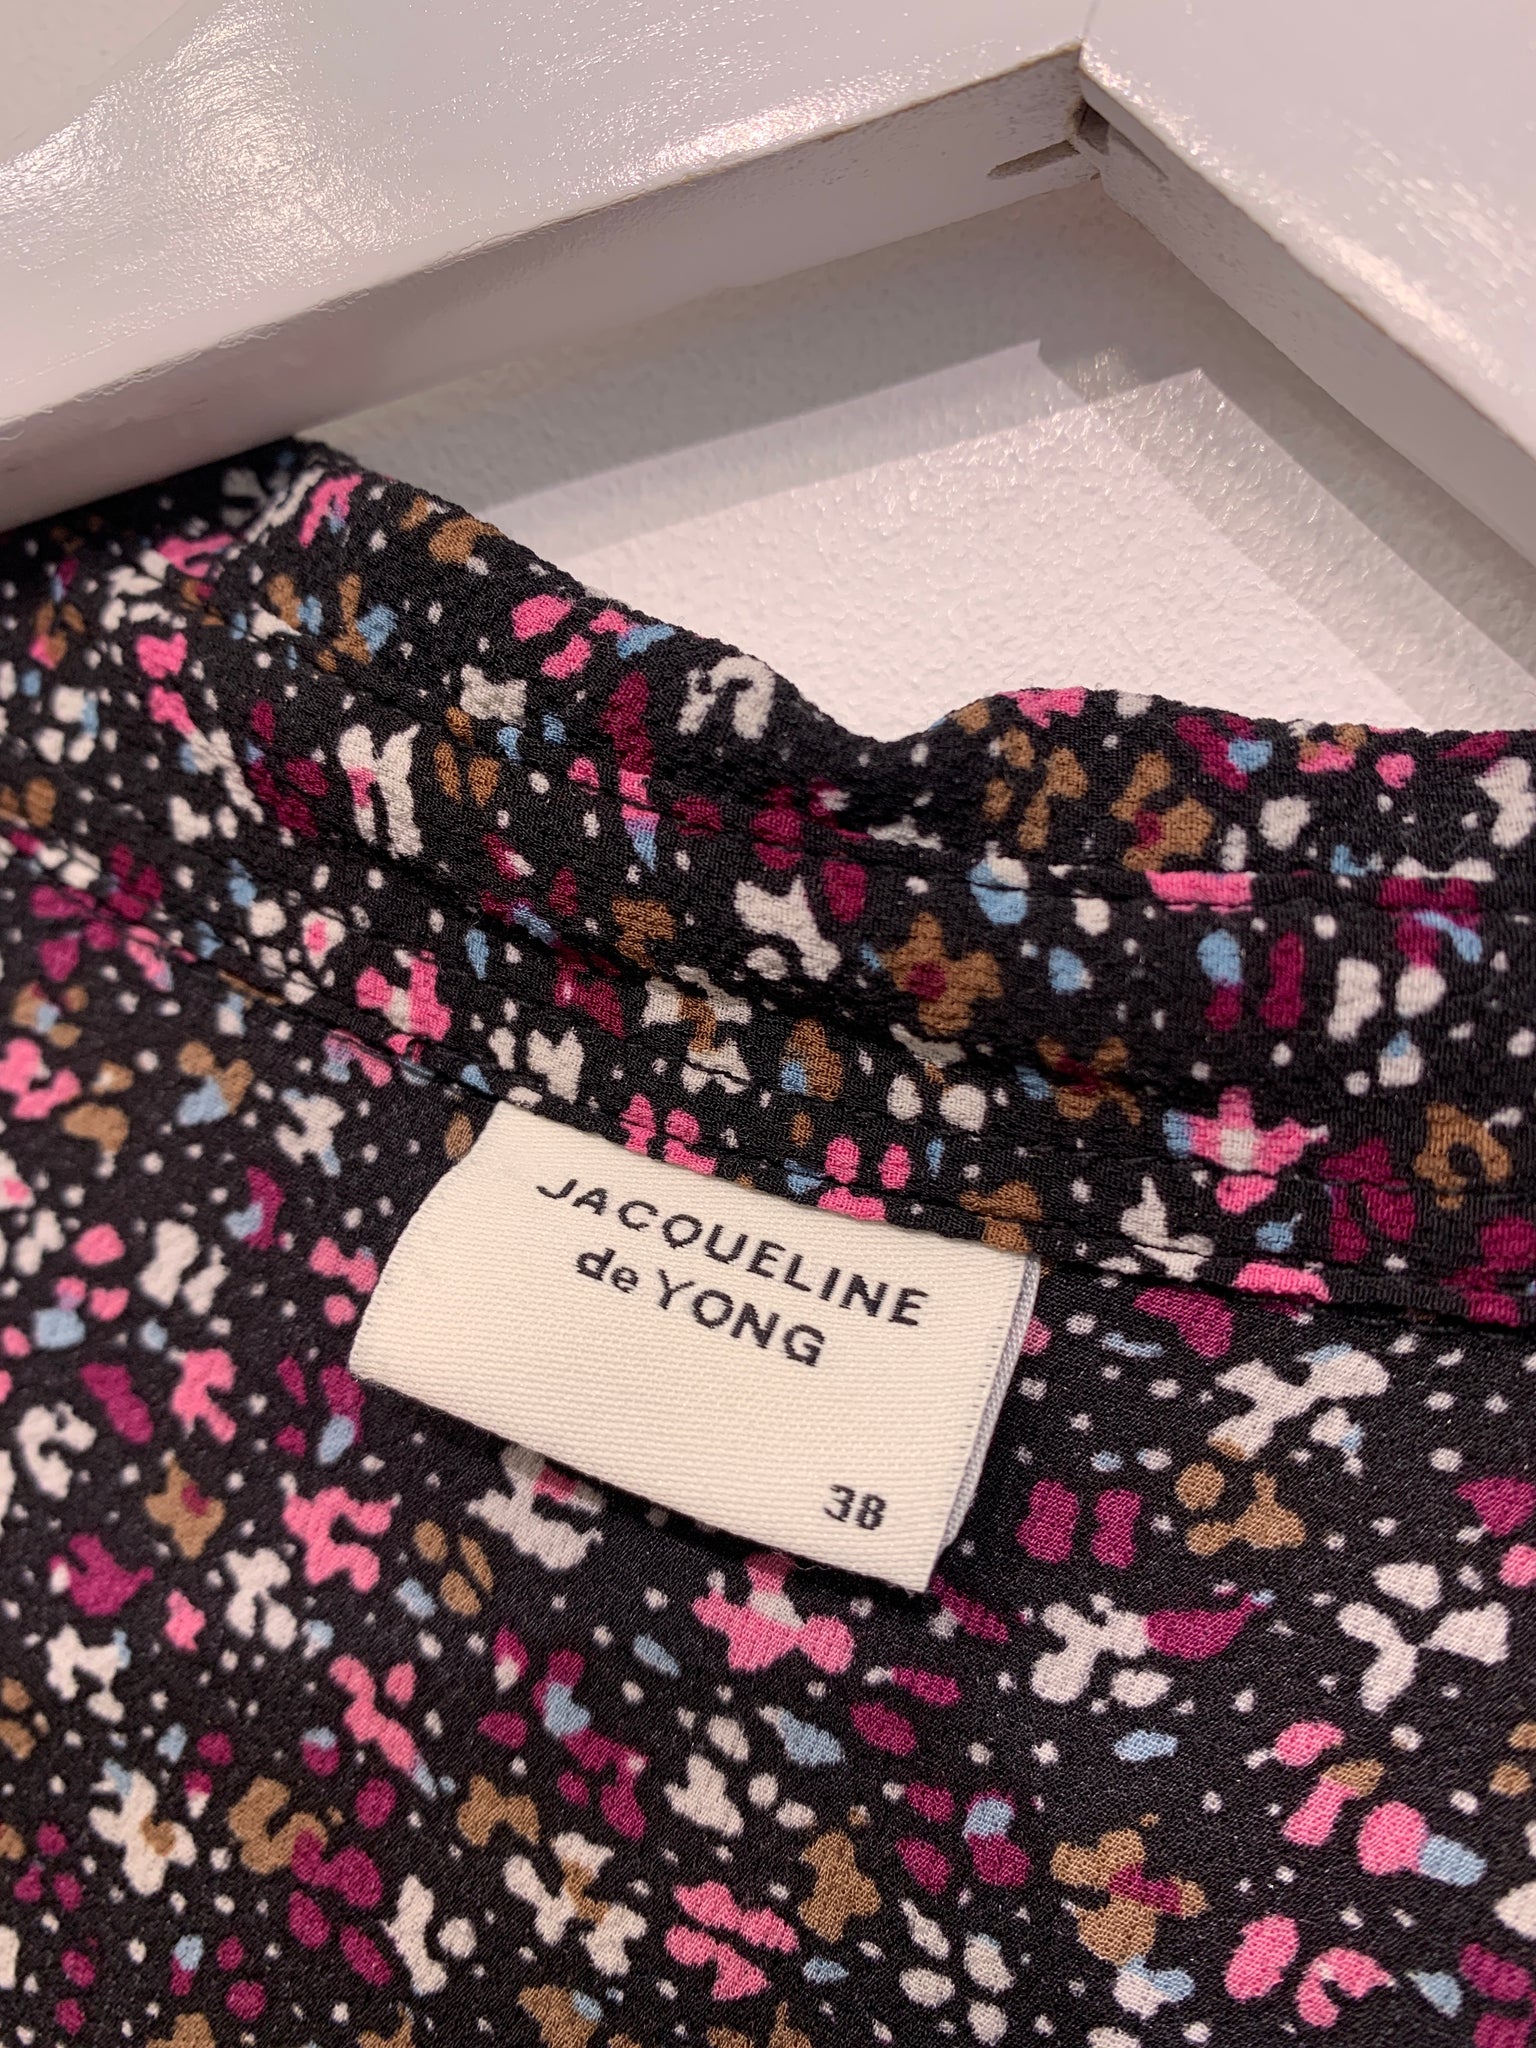 JACQUELINE
de YONG
38